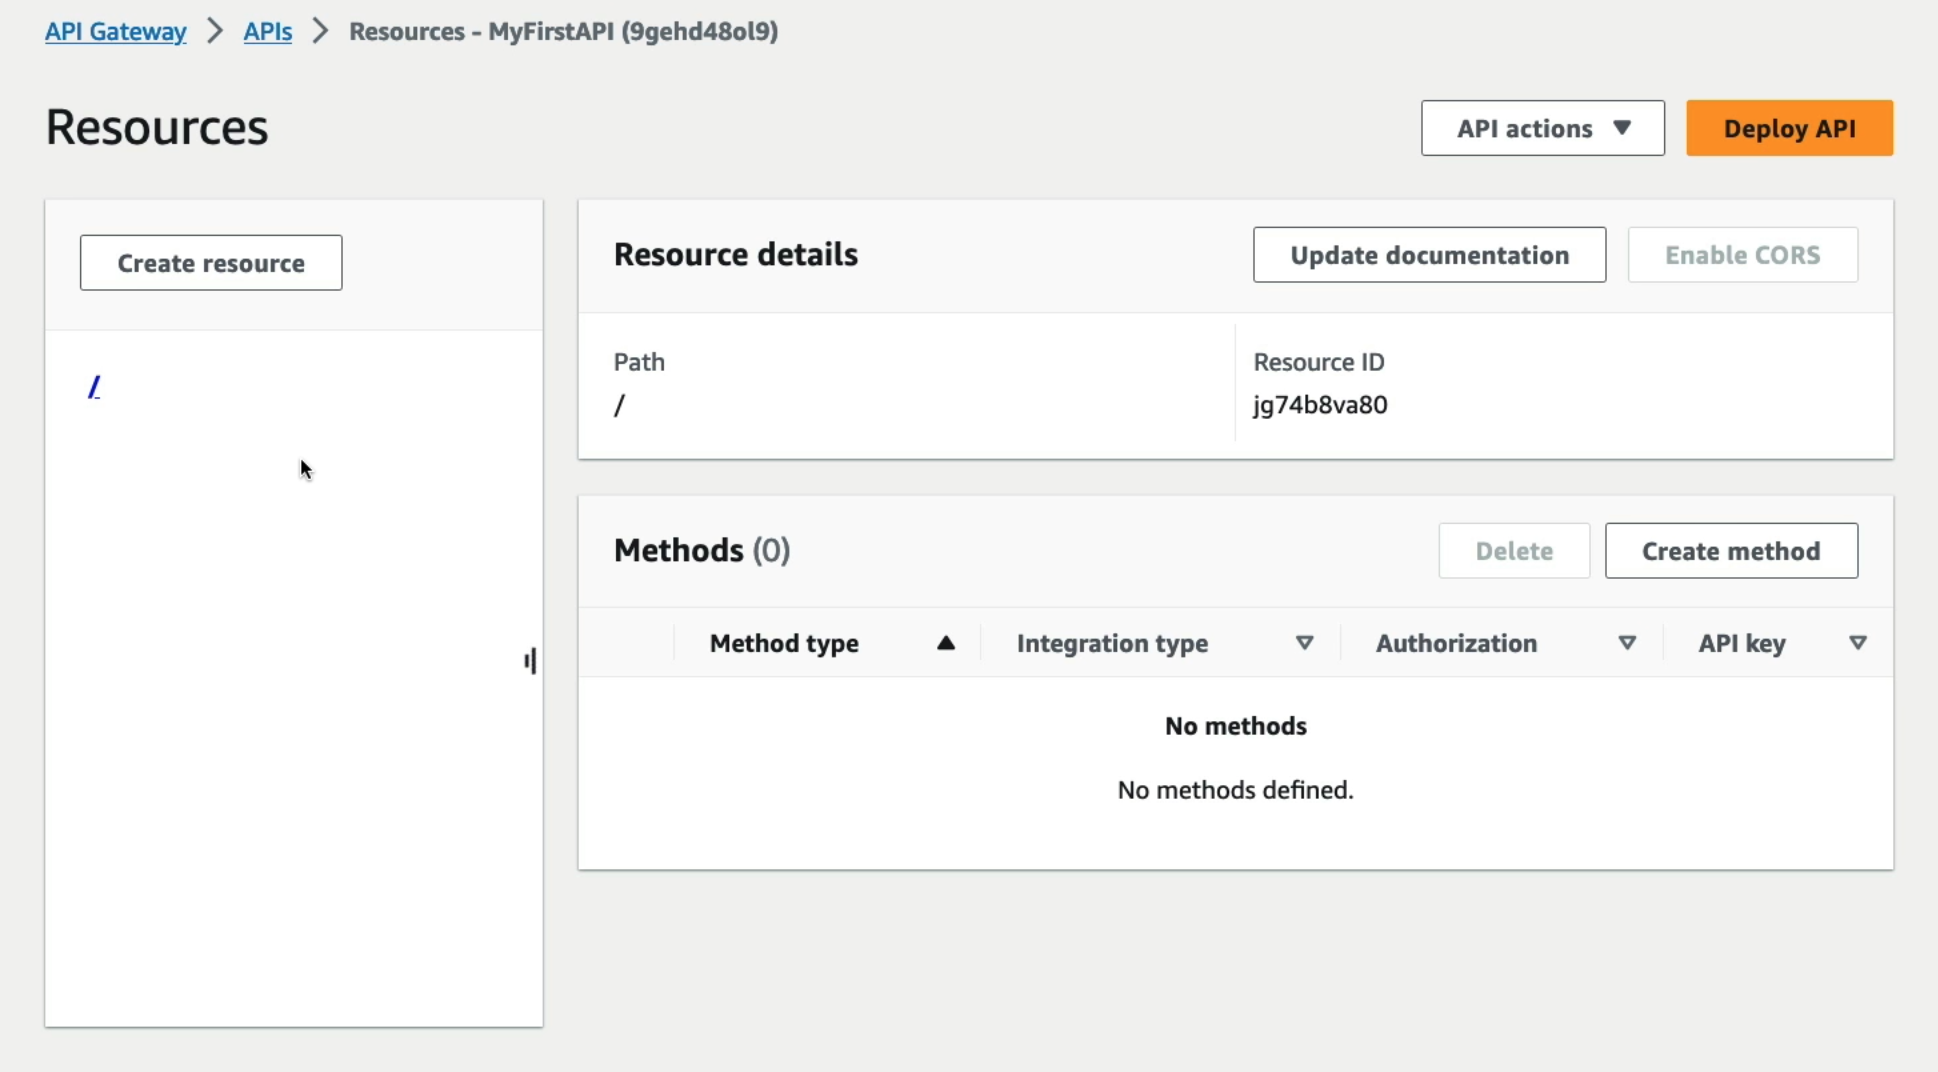 API Gateway > APIs > Resources - MyFirstAPI (9gehd48ol9)
Resources
API actions ▼
Deploy API
Create resource
/
Resource details
Update documentation
Enable CORS
Path
/
Resource ID
jg74b8va80
Methods (0)
Delete
Create method
Method type
Integration type
Authorization
API key
No methods
No methods defined.